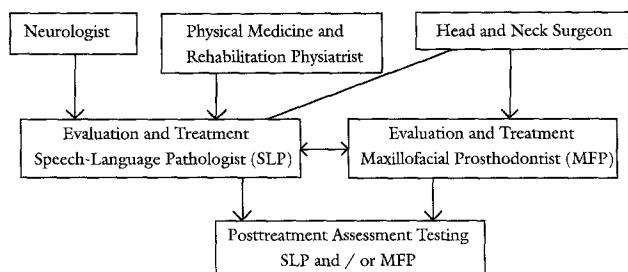 Neurologist
Physical Medicine and
Rehabilitation Physiatrist
Head and Neck Surgeon
Evaluation and Treatment
Speech-Language Pathologist (SLP)
Evaluation and Treatment
Maxillofacial Prosthodontist (MFP)
Posttreatment Assessment Testing
SLP and / or MFP